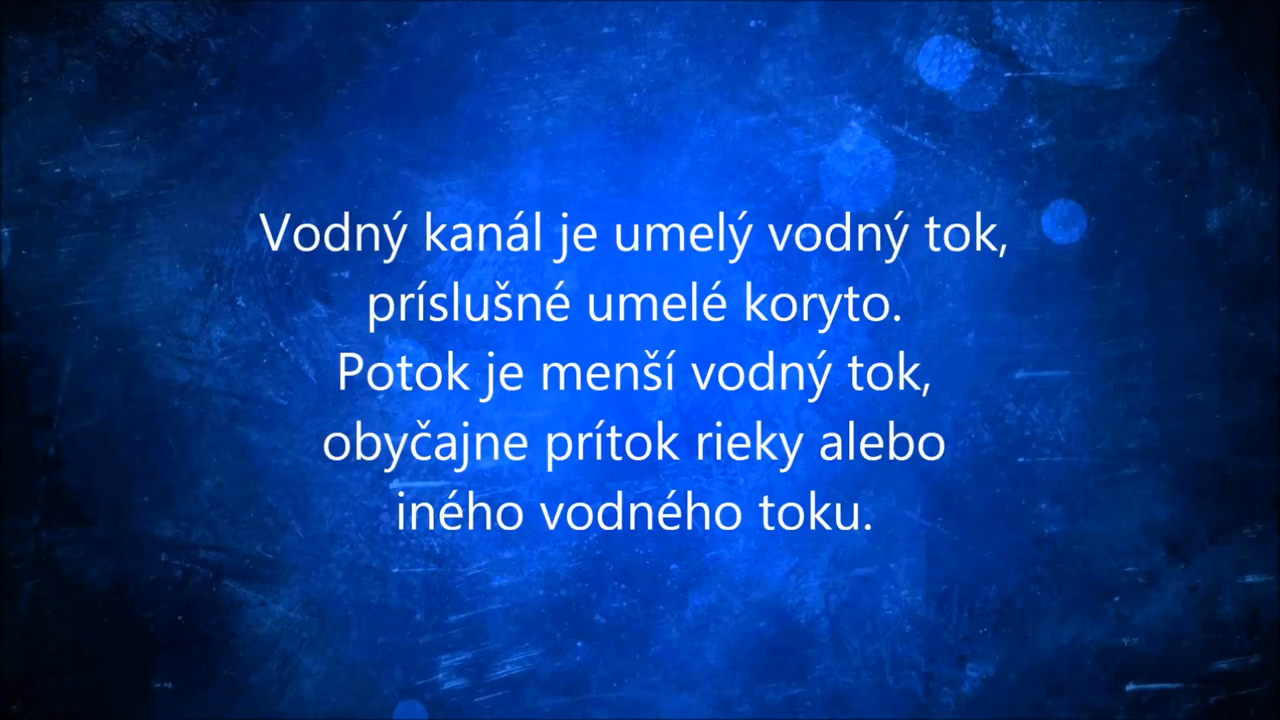 Vodný kanál je umelý vodný tok,
príslušné umelé koryto.
Potok je menší vodný tok,
obyčajne prítok rieky alebo
iného vodného toku.